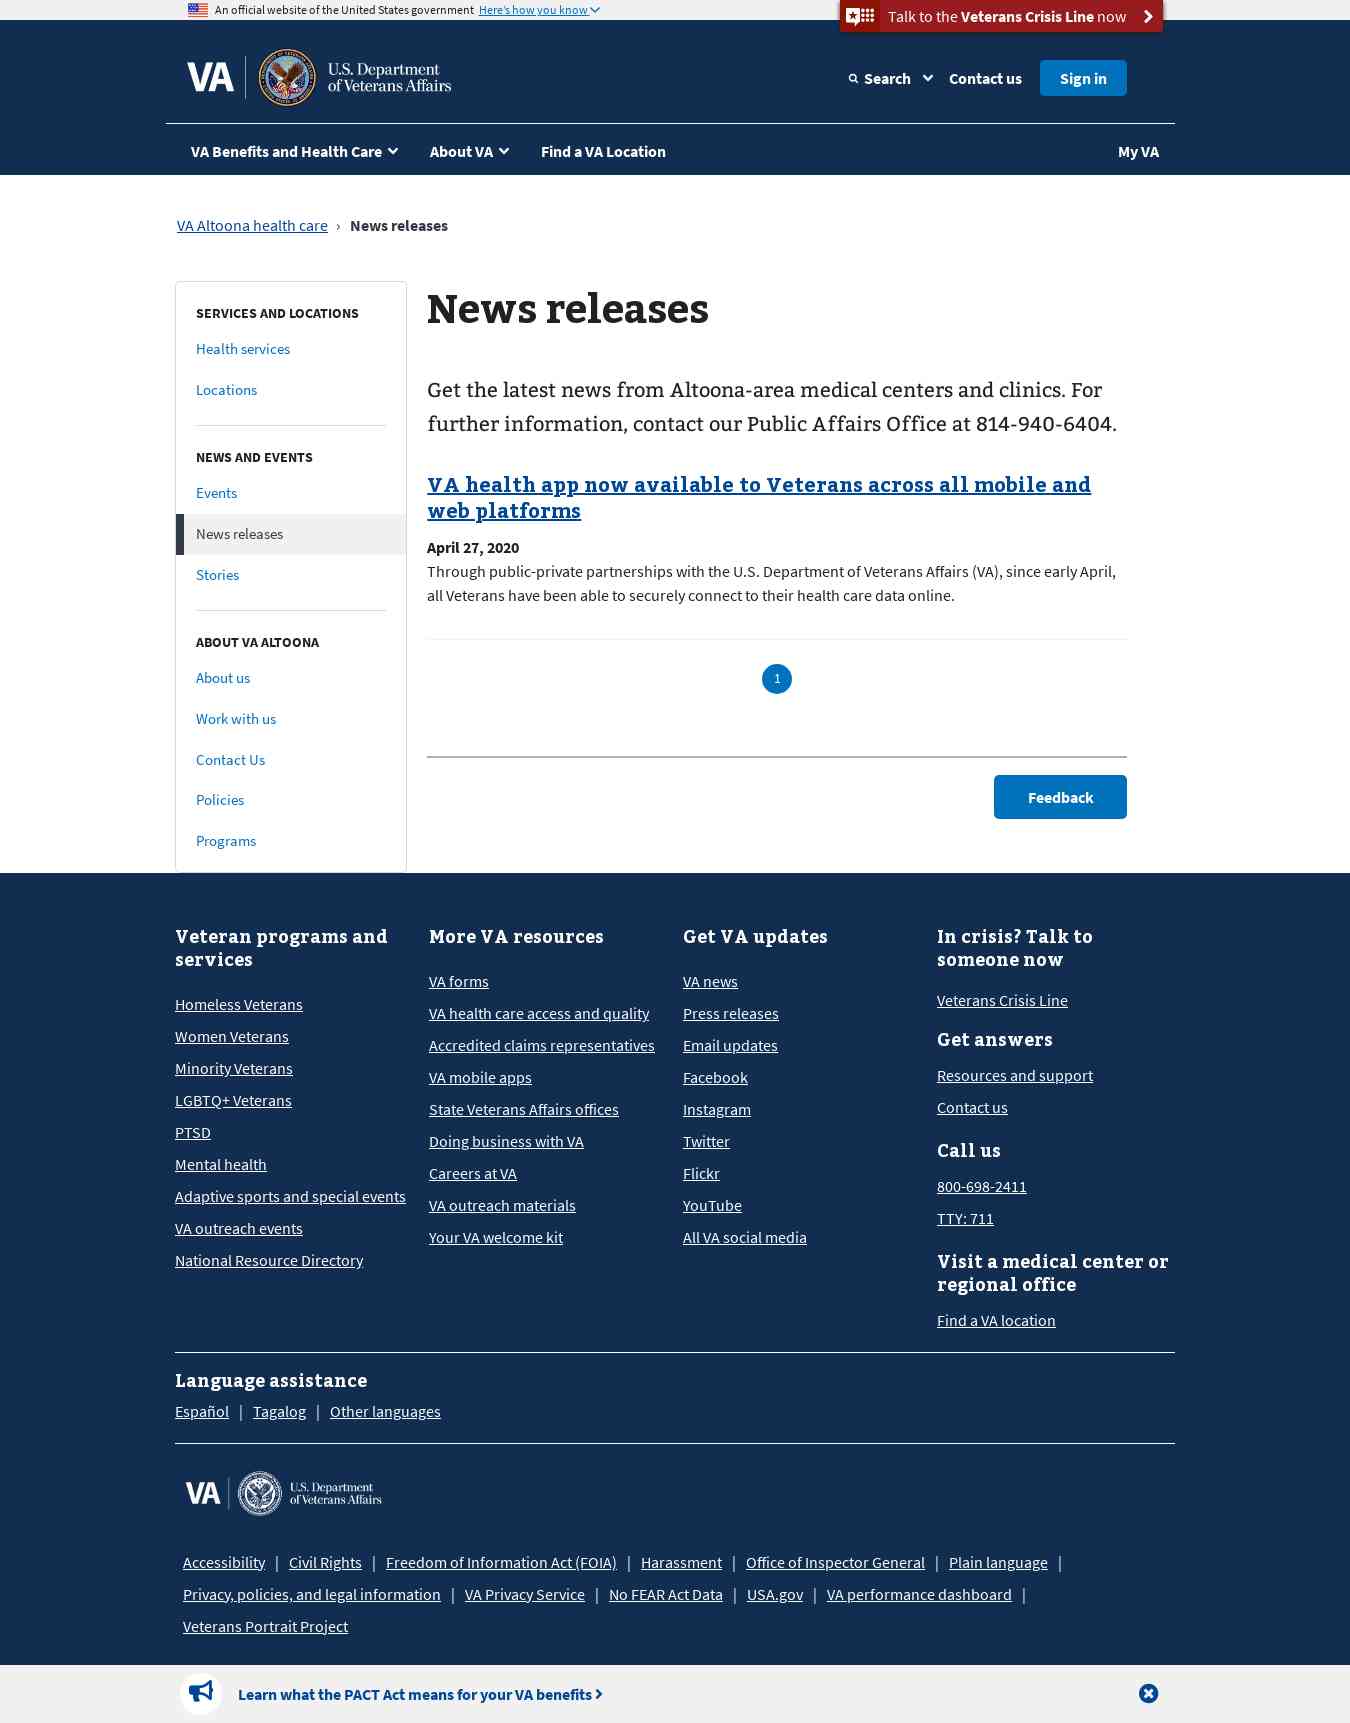 An official website of the United States government Here's how you know
Talk to the Veterans Crisis Line now
VA
U.S. Department
of Veterans Affairs
Search
Contact us
Sign in
VA Benefits and Health Care
About VA
Find a VA Location
My VA
VA Altoona health care › News releases
SERVICES AND LOCATIONS
Health services
Locations
NEWS AND EVENTS
Events
News releases
Stories
ABOUT VA ALTOONA
About us
Work with us
Contact Us
Policies
Programs
News releases
Get the latest news from Altoona-area medical centers and clinics. For
further information, contact our Public Affairs Office at 814-940-6404.
VA health app now available to Veterans across all mobile and
web platforms
April 27, 2020
Through public-private partnerships with the U.S. Department of Veterans Affairs (VA), since early April,
all Veterans have been able to securely connect to their health care data online.
1
Feedback
Veteran programs and
services
Homeless Veterans
Women Veterans
Minority Veterans
LGBTQ+ Veterans
PTSD
Mental health
Adaptive sports and special events
VA outreach events
National Resource Directory
More VA resources
VA forms
VA health care access and quality
Accredited claims representatives
VA mobile apps
State Veterans Affairs offices
Doing business with VA
Careers at VA
VA outreach materials
Your VA welcome kit
Get VA updates
VA news
Press releases
Email updates
Facebook
Instagram
Twitter
Flickr
YouTube
All VA social media
In crisis? Talk to
someone now
Veterans Crisis Line
Get answers
Resources and support
Contact us
Call us
800-698-2411
TTY: 711
Visit a medical center or
regional office
Find a VA location
Language assistance
Español | Tagalog | Other languages
VA
U.S. Department
of Veterans Affairs
Accessibility | Civil Rights | Freedom of Information Act (FOIA) | Harassment | Office of Inspector General | Plain language |
Privacy, policies, and legal information | VA Privacy Service | No FEAR Act Data | USA.gov | VA performance dashboard |
Veterans Portrait Project
Learn what the PACT Act means for your VA benefits